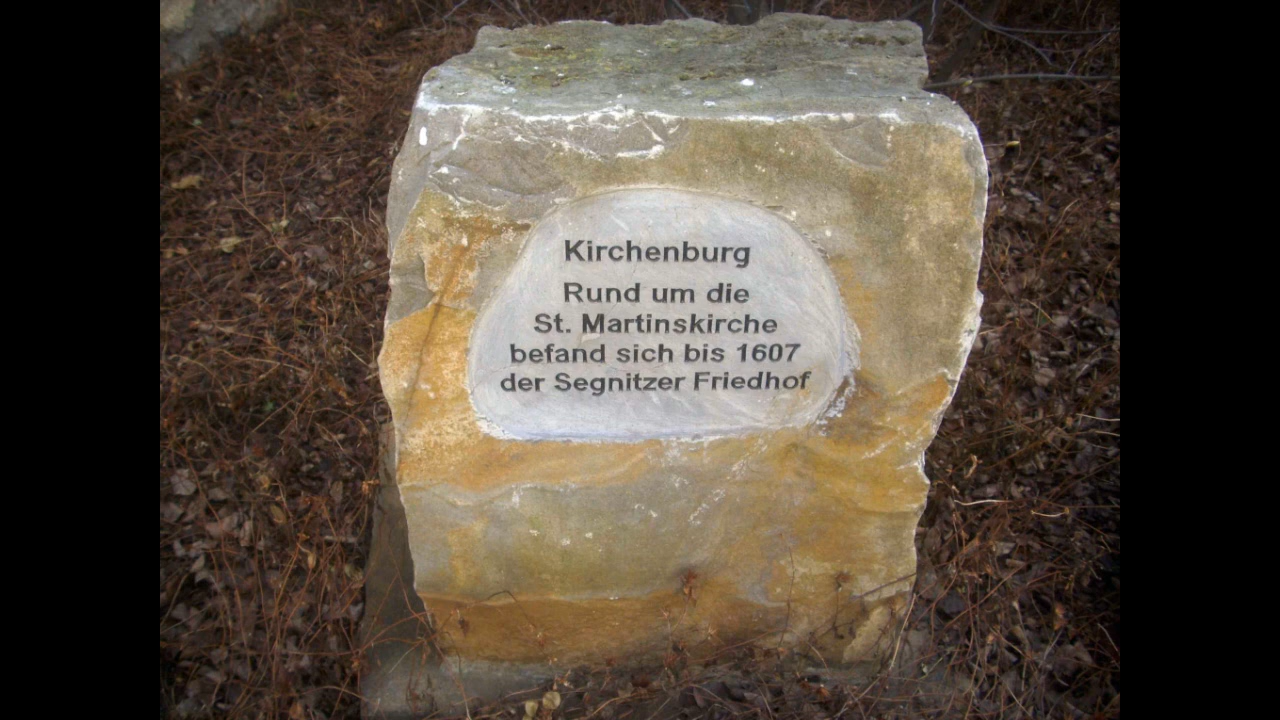 Kirchenburg
Rund um die
St. Martinskirche
befand sich bis 1607
der Segnitzer Friedhof